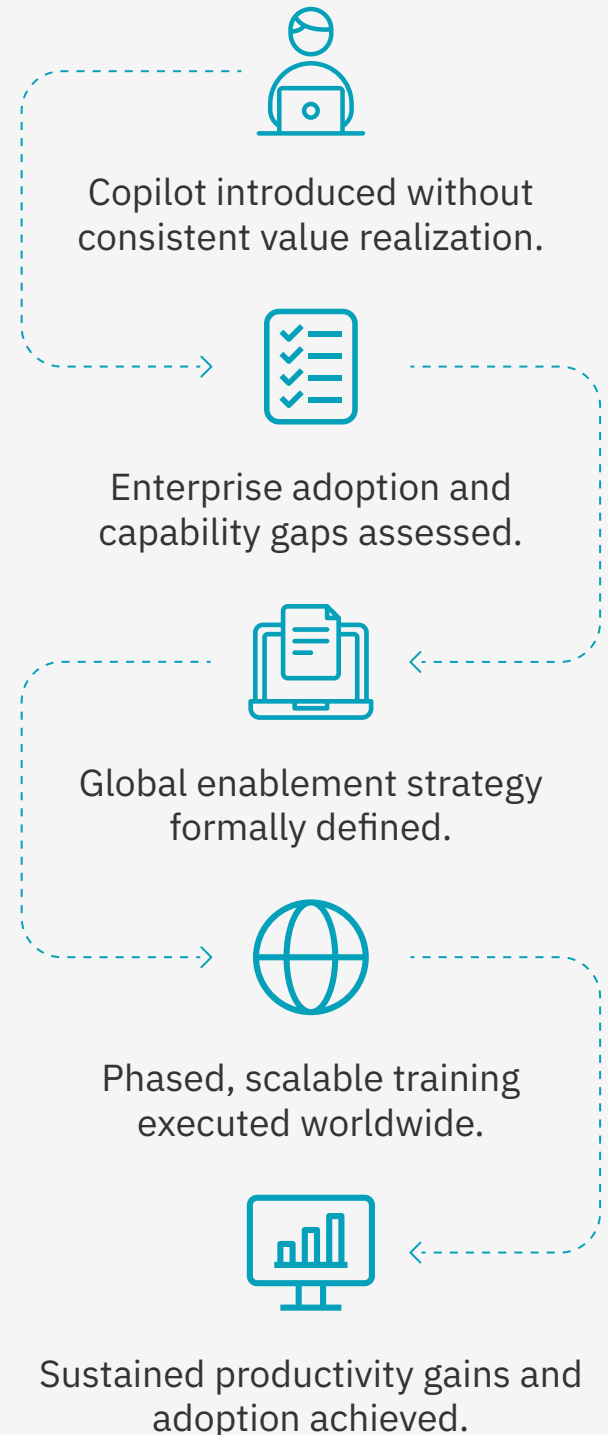 Copilot introduced without
consistent value realization.
Enterprise adoption and
capability gaps assessed.
Global enablement strategy
formally defined.
Phased, scalable training
executed worldwide.
Sustained productivity gains and
adoption achieved.